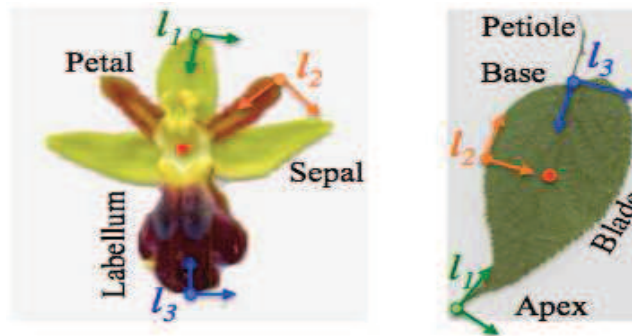 l1
Petal
l2
Sepal
Labellum
l3
Petiole
Base
l3
l2
Blade
l1
Apex